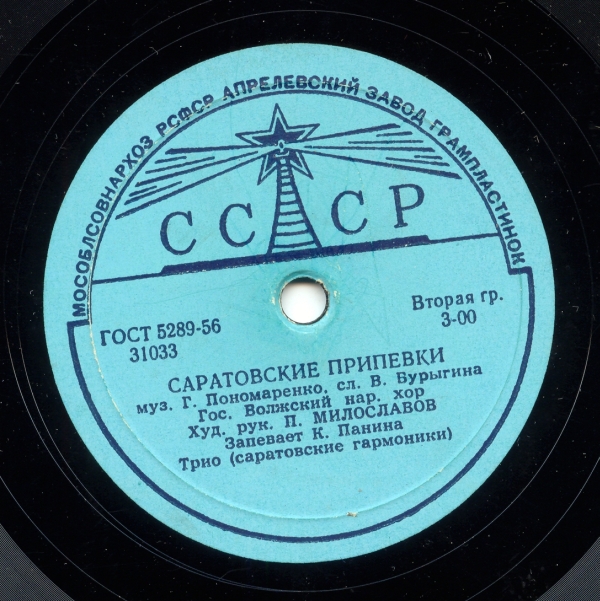 МОСОБЛСОВНАРХОЗ РСФСР АПРЕЛЕВСКИЙ ЗАВОД ГРАМПЛАСТИНОК
СССР
ГОСТ 5289-56
31033
Вторая гр.
3-00
САРАТОВСКИЕ ПРИПЕВКИ
муз. Г. Пономаренко, сл. В. Бурыгина
Гос. Волжский нар. хор
Худ. рук. П. МИЛОСЛАВОВ
Запевает К. Панина
Трио (саратовские гармоники)